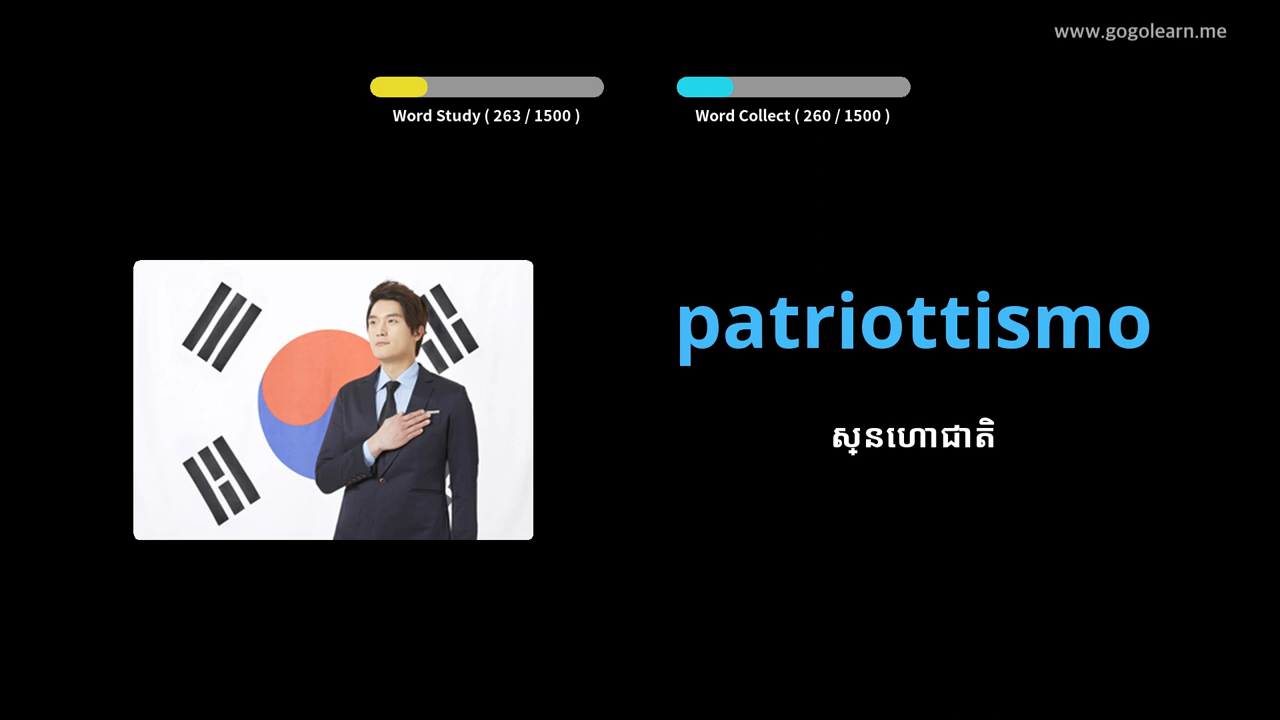 www.gogolearn.me
Word Study ( 263 / 1500 )
Word Collect ( 260 / 1500 )
patriottismo
ស្នេហោជាតិ